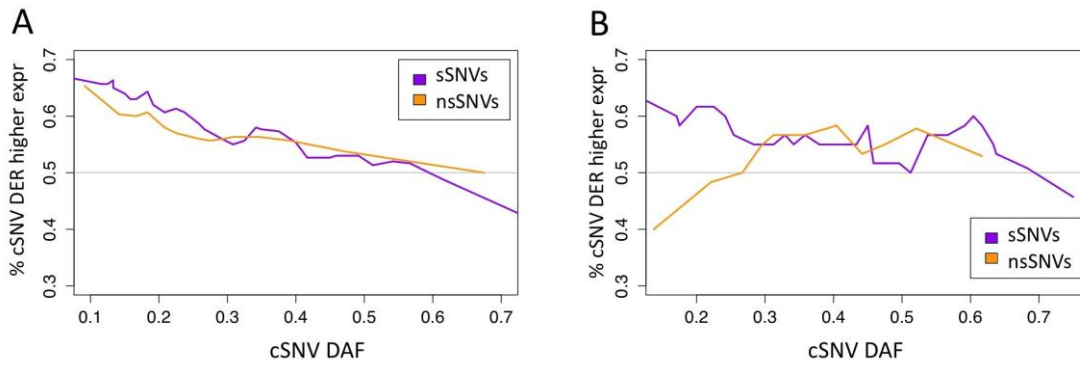 A
% cSNV DER higher expr
0.7
0.6
0.5
0.4
0.3
sSNVs
nsSNVs
0.1 0.2 0.3 0.4 0.5 0.6 0.7
cSNV DAF
B
% cSNV DER higher expr
0.7
0.6
0.5
0.4
0.3
sSNVs
nsSNVs
0.2 0.3 0.4 0.5 0.6 0.7
cSNV DAF